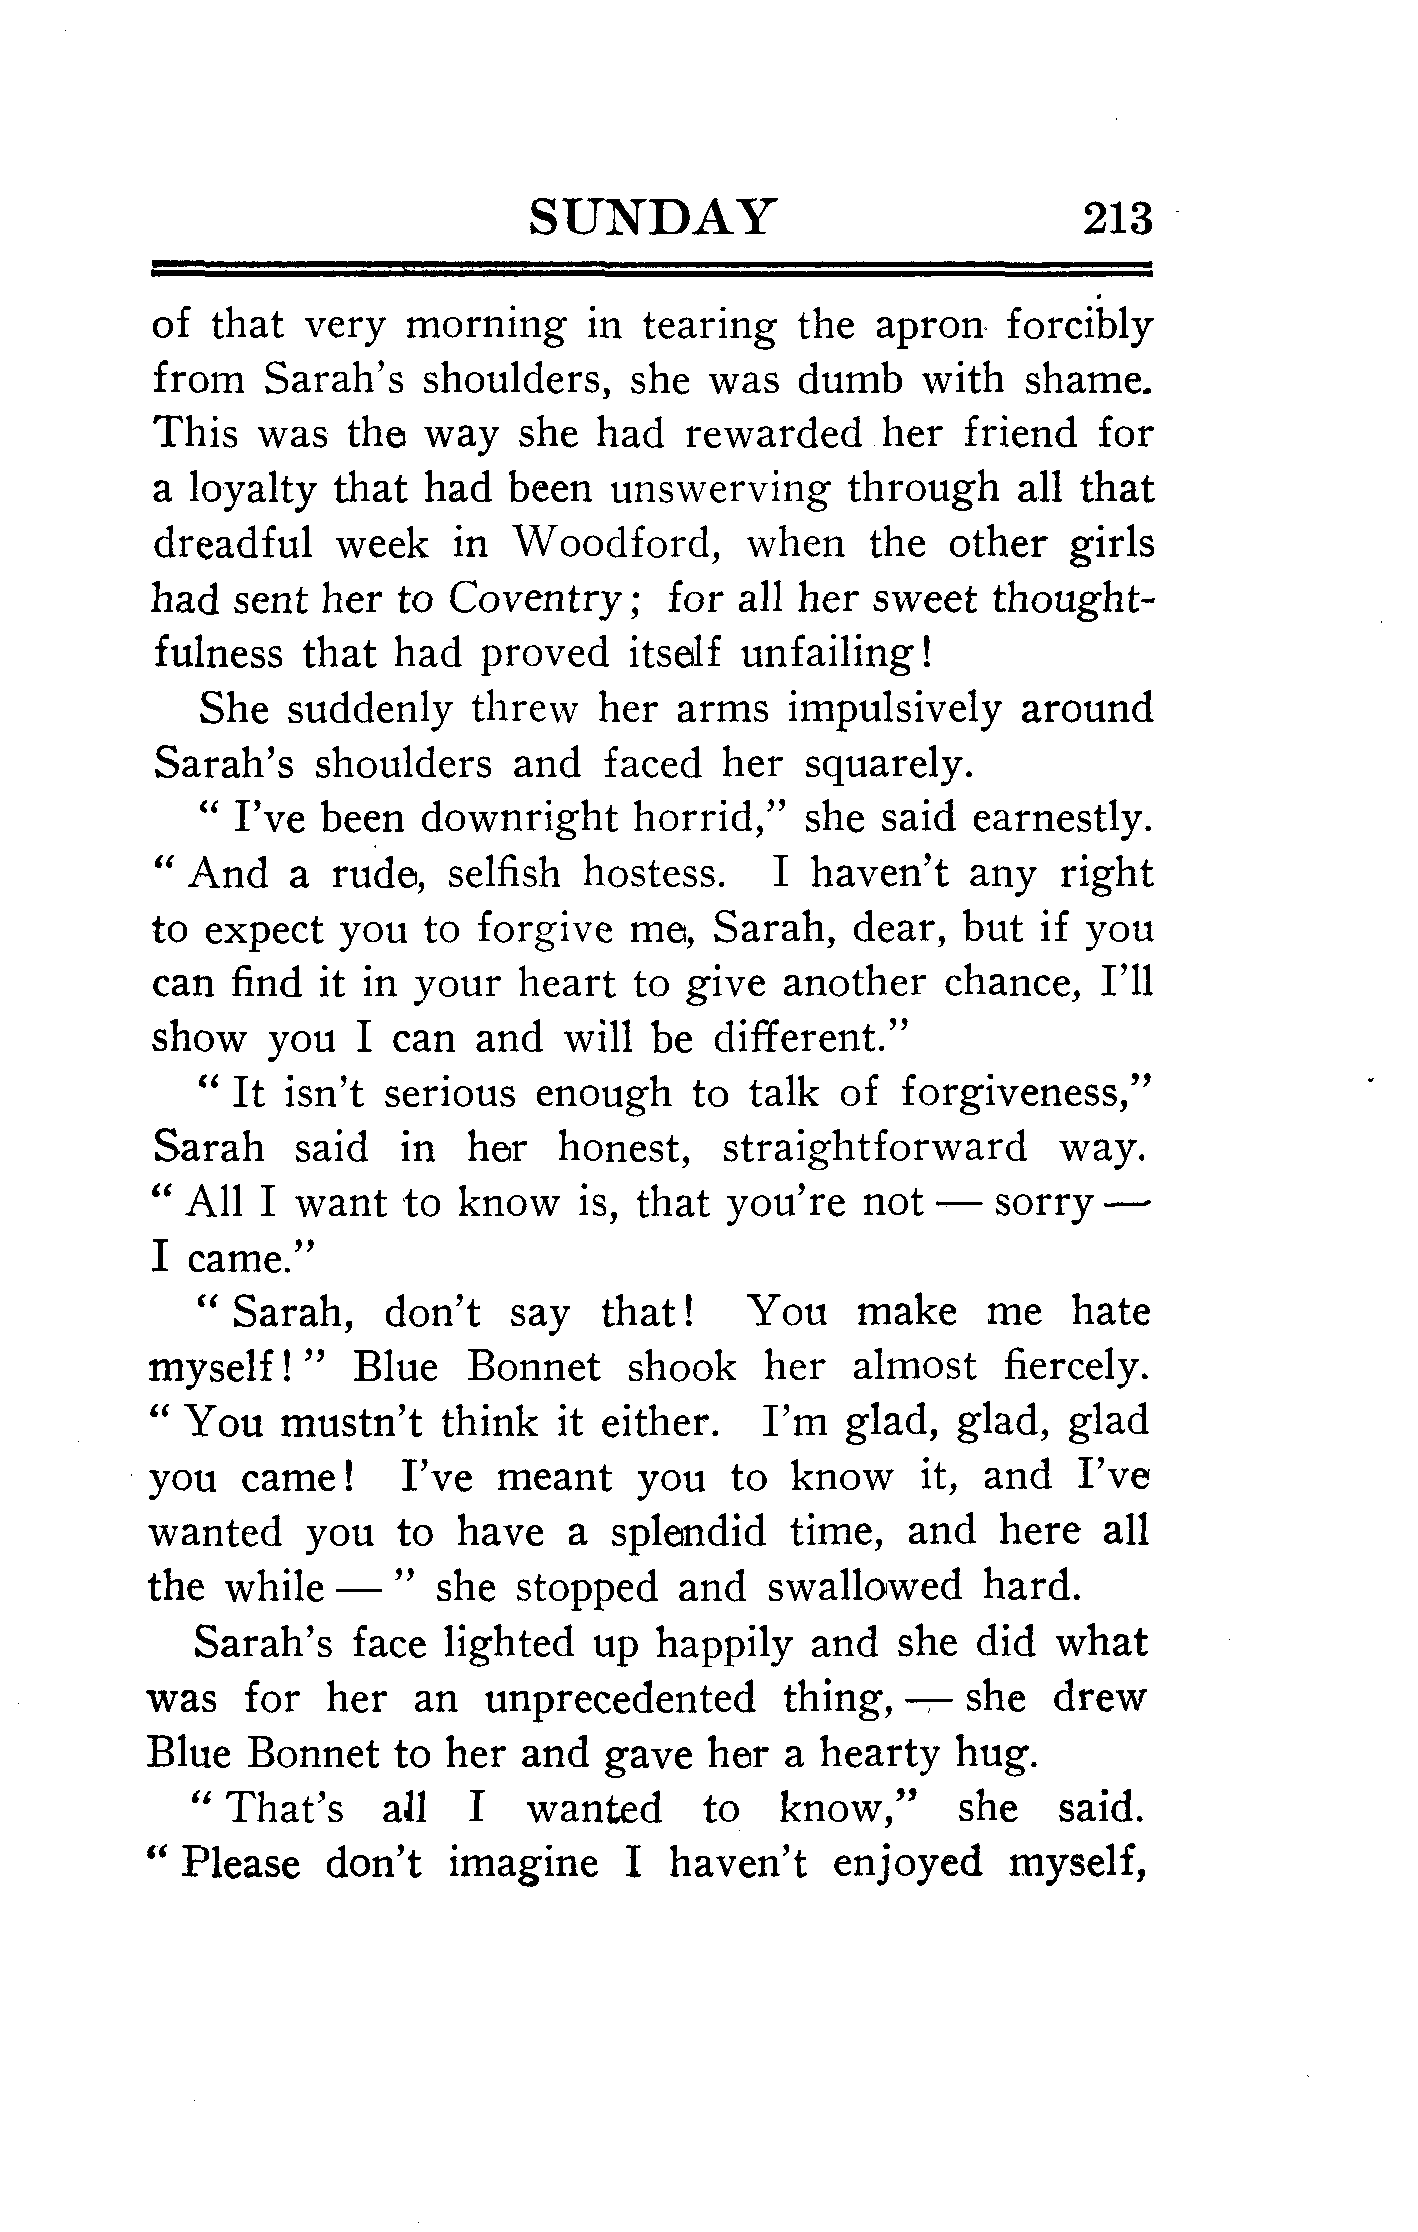 SUNDAY 213
of that very morning in tearing the apron forcibly
from Sarah's shoulders, she was dumb with shame.
This was the way she had rewarded her friend for
a loyalty that had been unswerving through all that
dreadful week in Woodford, when the other girls
had sent her to Coventry; for all her sweet thought-
fulness that had proved itself unfailing!
She suddenly threw her arms impulsively around
Sarah's shoulders and faced her squarely.
" I've been downright horrid," she said earnestly.
" And a rude, selfish hostess. I haven't any right
to expect you to forgive me, Sarah, dear, but if you
can find it in your heart to give another chance, I'll
show you I can and will be different."
" It isn't serious enough to talk of forgiveness,"
Sarah said in her honest, straightforward way.
" All I want to know is, that you're not — sorry —
I came."
" Sarah, don't say that! You make me hate
myself! " Blue Bonnet shook her almost fiercely.
" You mustn't think it either. I'm glad, glad, glad
you came! I've meant you to know it, and I've
wanted you to have a splendid time, and here all
the while — " she stopped and swallowed hard.
Sarah's face lighted up happily and she did what
was for her an unprecedented thing, — she drew
Blue Bonnet to her and gave her a hearty hug.
" That's all I wanted to know," she said.
" Please don't imagine I haven't enjoyed myself,